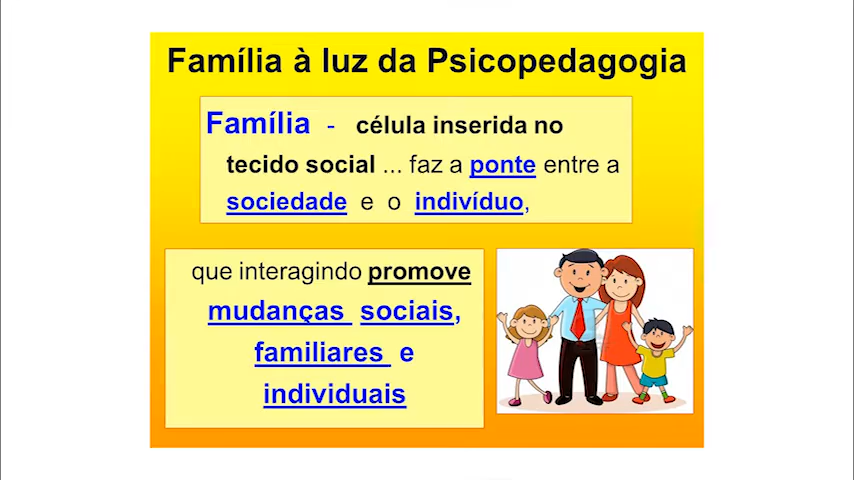 Família à luz da Psicopedagogia
Família - célula inserida no
tecido social ... faz a ponte entre a
sociedade e o indivíduo,
que interagindo promove
mudanças sociais,
familiares e
individuais